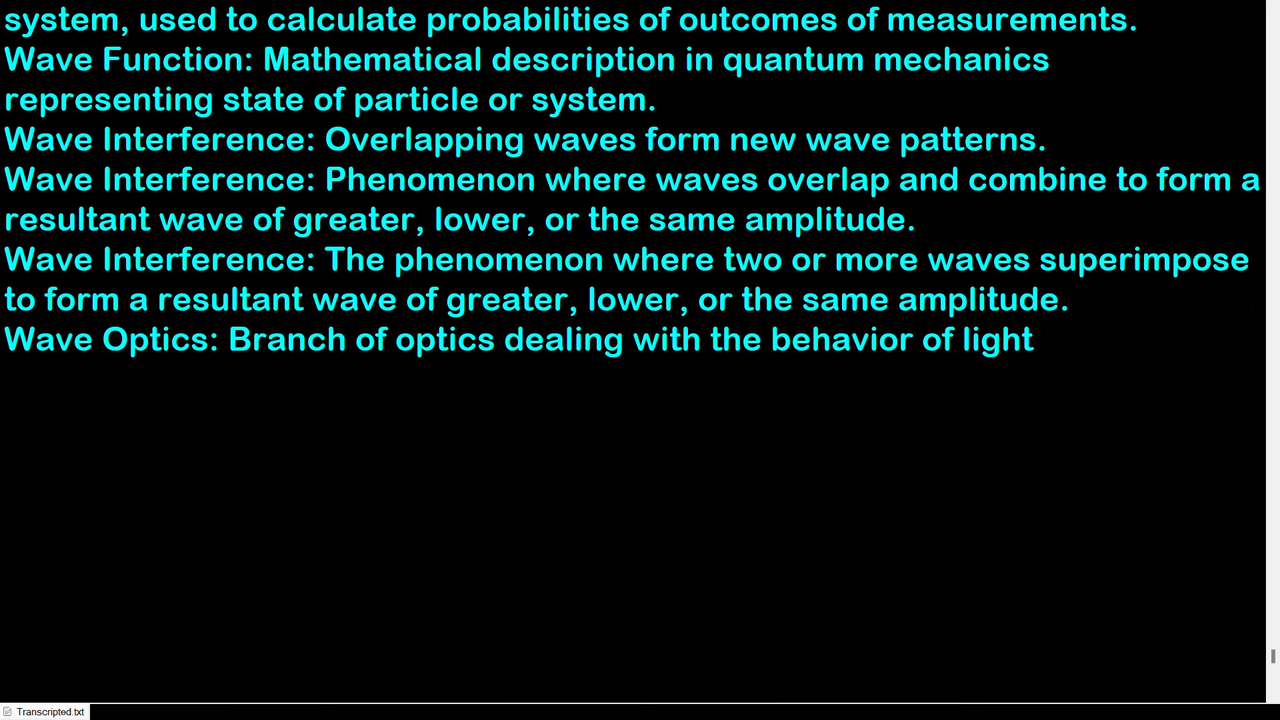 system, used to calculate probabilities of outcomes of measurements.
Wave Function: Mathematical description in quantum mechanics
representing state of particle or system.
Wave Interference: Overlapping waves form new wave patterns.
Wave Interference: Phenomenon where waves overlap and combine to form a
resultant wave of greater, lower, or the same amplitude.
Wave Interference: The phenomenon where two or more waves superimpose
to form a resultant wave of greater, lower, or the same amplitude.
Wave Optics: Branch of optics dealing with the behavior of light
Transcripted.txt